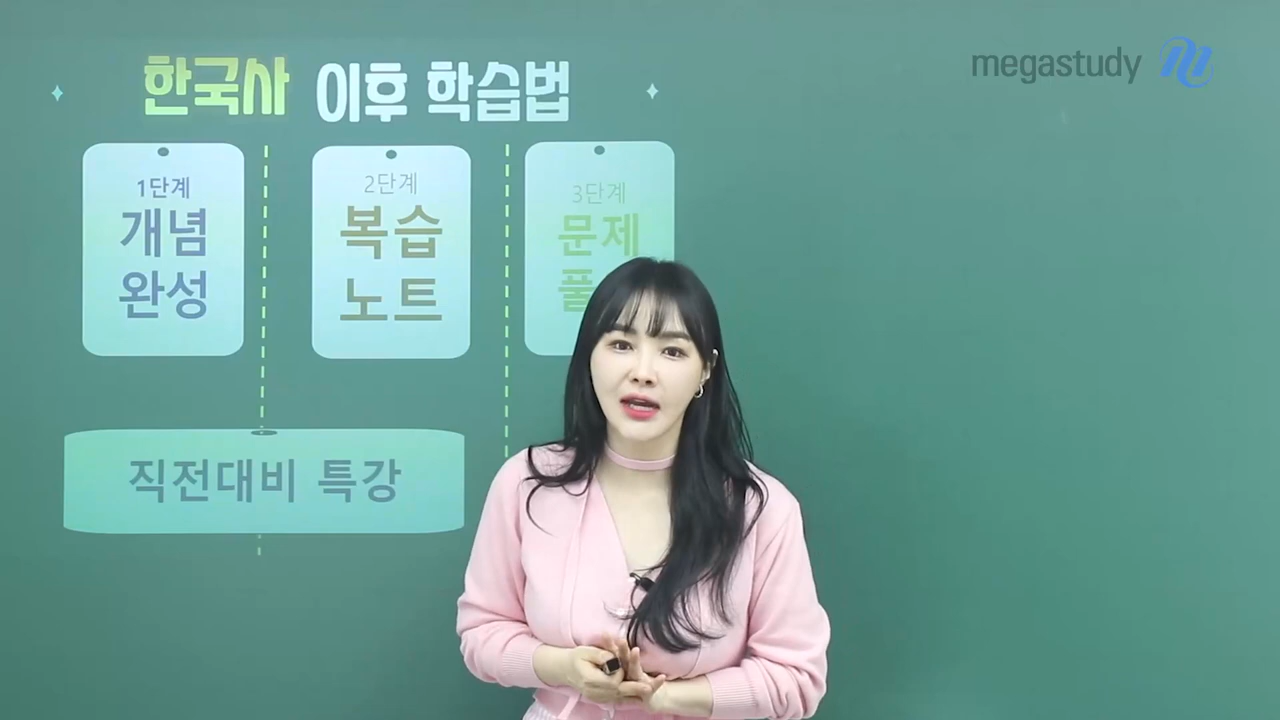 megastudy
한국사 이후 학습법
1단계
개념
완성
2단계
복습
노트
3단계
문제
직전대비 특강